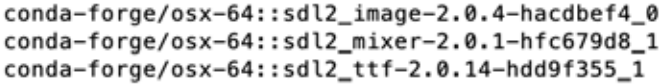 conda-forge/osx-64::sdl2_image-2.0.4-hacdbef4_0
conda-forge/osx-64::sdl2_mixer-2.0.1-hfc679d8_1
conda-forge/osx-64::sdl2_ttf-2.0.14-hdd9f355_1